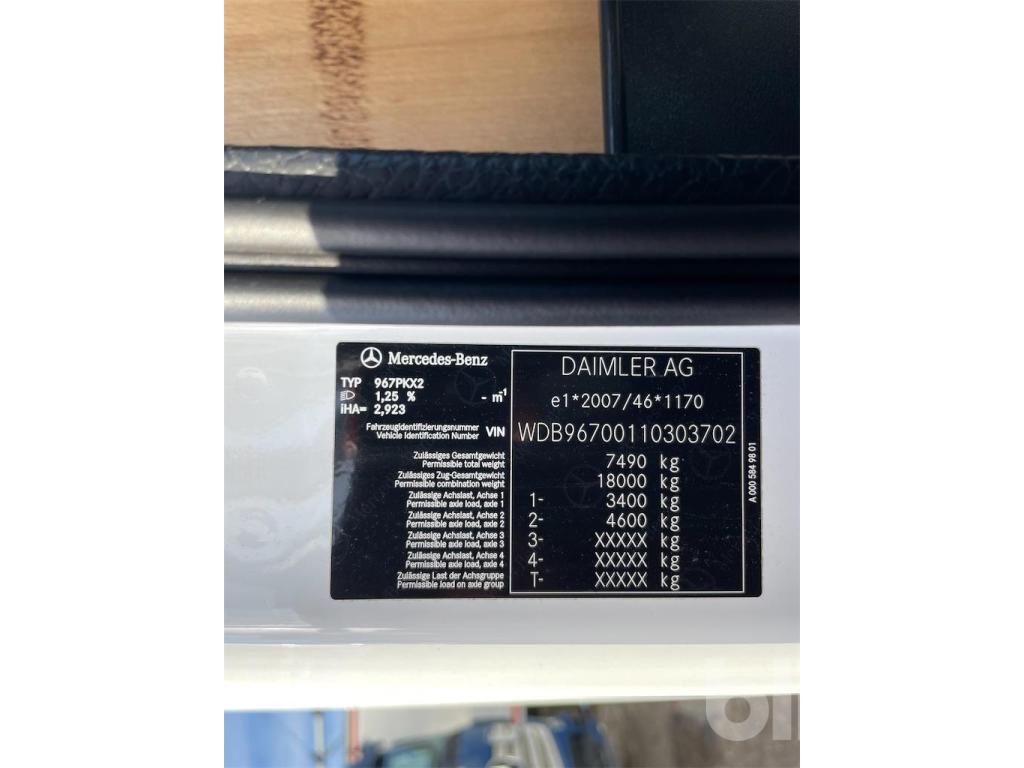 Mercedes-Benz
TYP 967PKX2
1,25 % - m⁻¹
iHA= 2,923
Fahrzeugidentifizierungsnummer
Vehicle Identification Number VIN
Zulässiges Gesamtgewicht
Permissible total weight
Zulässiges Zug-Gesamtgewicht
Permissible combination weight
Zulässige Achslast, Achse 1
Permissible axle load, axle 1
Zulässige Achslast, Achse 2
Permissible axle load, axle 2
Zulässige Achslast, Achse 3
Permissible axle load, axle 3
Zulässige Achslast, Achse 4
Permissible axle load, axle 4
Zulässige Last der Achsgruppe
Permissible load on axle group
DAIMLER AG
e1*2007/46*1170
WDB96700110303702
7490 kg
18000 kg
1- 3400 kg
2- 4600 kg
3- XXXXX kg
4- XXXXX kg
T- XXXXX kg
A 000 584 98 01